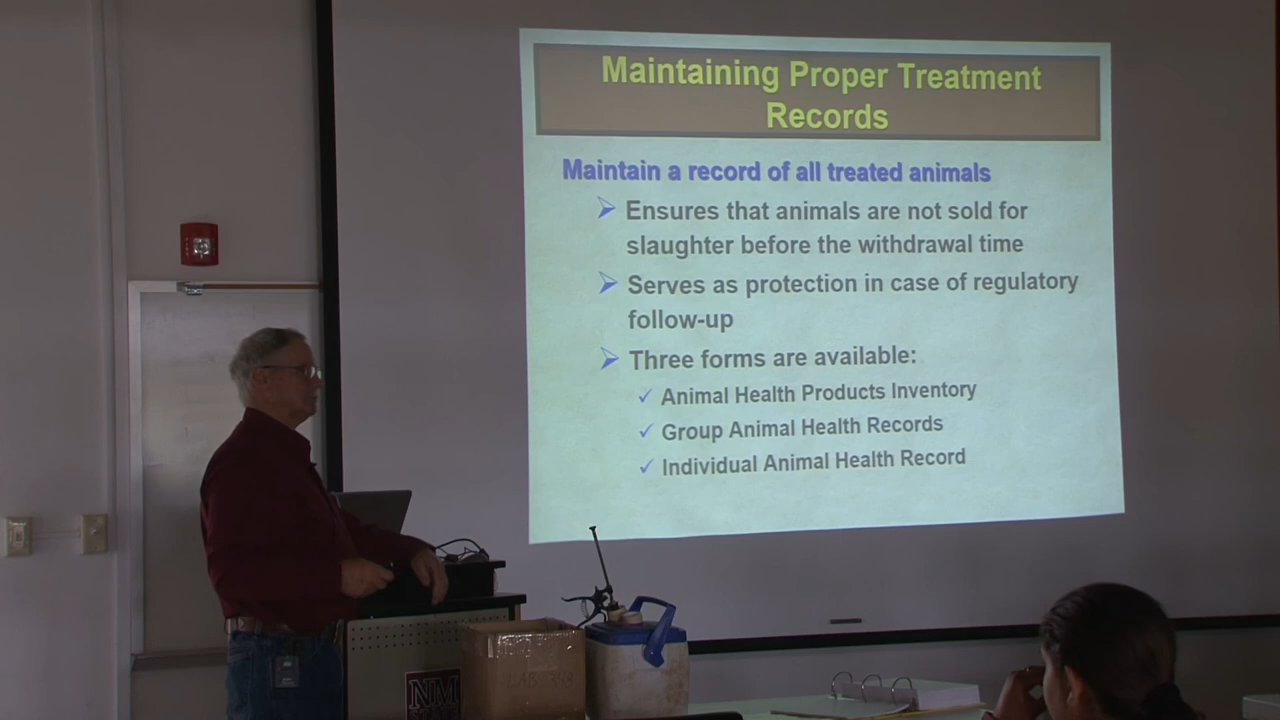 Maintaining Proper Treatment
Records
Maintain a record of all treated animals
Ensures that animals are not sold for
slaughter before the withdrawal time
Serves as protection in case of regulatory
follow-up
Three forms are available:
Animal Health Products Inventory
Group Animal Health Records
Individual Animal Health Record
NM